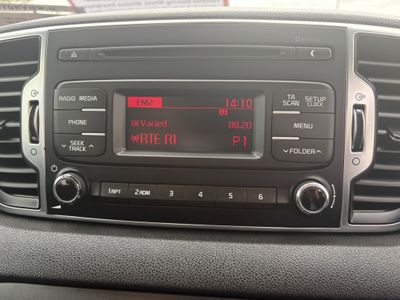 RADIO MEDIA
PHONE
SEEK
TRACK
FM2 14:10
Varied 88.20
RTE R1 P1
TA
SCAN
SETUP
CLOCK
MENU
FOLDER
1 RPT 2 RDM 3 4 5 6